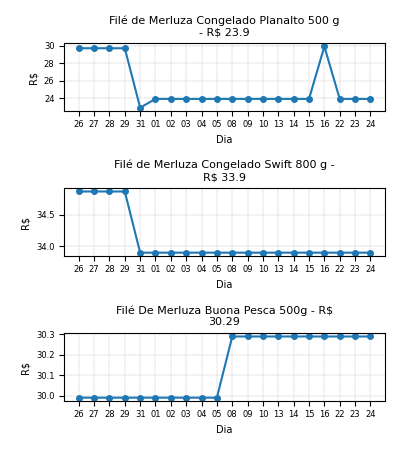 Filé de Merluza Congelado Planalto 500 g
- R$ 23.9
30
28
26
24
R$
26 27 28 29 31 01 02 03 04 05 08 09 10 13 14 15 16 22 23 24
Dia
Filé de Merluza Congelado Swift 800 g -
R$ 33.9
34.5
34.0
R$
26 27 28 29 31 01 02 03 04 05 08 09 10 13 14 15 16 22 23 24
Dia
Filé De Merluza Buona Pesca 500g - R$
30.29
30.3
30.2
30.1
30.0
R$
26 27 28 29 31 01 02 03 04 05 08 09 10 13 14 15 16 22 23 24
Dia